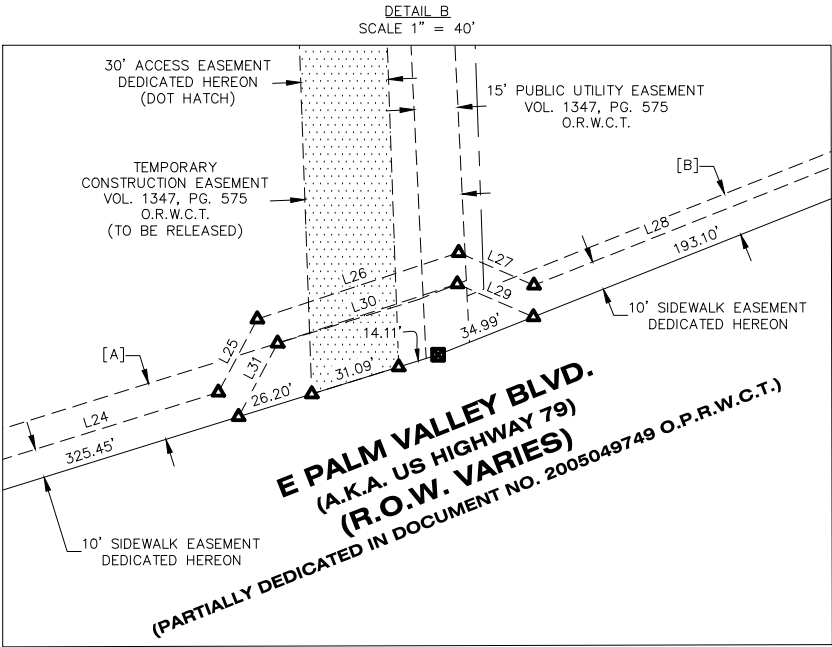 DETAIL B
SCALE 1" = 40'
30' ACCESS EASEMENT
DEDICATED HEREON
(DOT HATCH)
15' PUBLIC UTILITY EASEMENT
VOL. 1347, PG. 575
O.R.W.C.T.
TEMPORARY
CONSTRUCTION EASEMENT
VOL. 1347, PG. 575
O.R.W.C.T.
(TO BE RELEASED)
[B]
L28
193.10'
L27
L26
L29
L30
10' SIDEWALK EASEMENT
DEDICATED HEREON
34.99'
14.11'
[A]
L25
L31
31.09'
26.20'
L24
325.45'
10' SIDEWALK EASEMENT
DEDICATED HEREON
E PALM VALLEY BLVD.
(A.K.A. US HIGHWAY 79)
(R.O.W. VARIES)
(PARTIALLY DEDICATED IN DOCUMENT NO. 2005049749 O.P.R.W.C.T.)